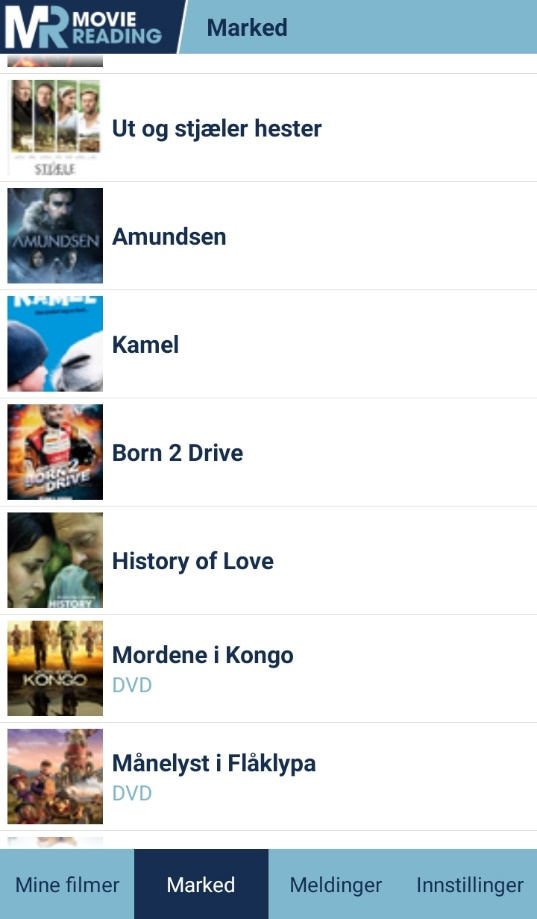 MR MOVIE
READING
Marked
Ut og stjæler hester
STJÆLE
Amundsen
AMUNDSEN
Kamel
KAMEL
Born 2 Drive
BORN 2
DRIVE
History of Love
HISTORY
Mordene i Kongo
DVD
KONGO
Månelyst i Flåklypa
DVD
Mine filmer
Marked
Meldinger
Innstillinger